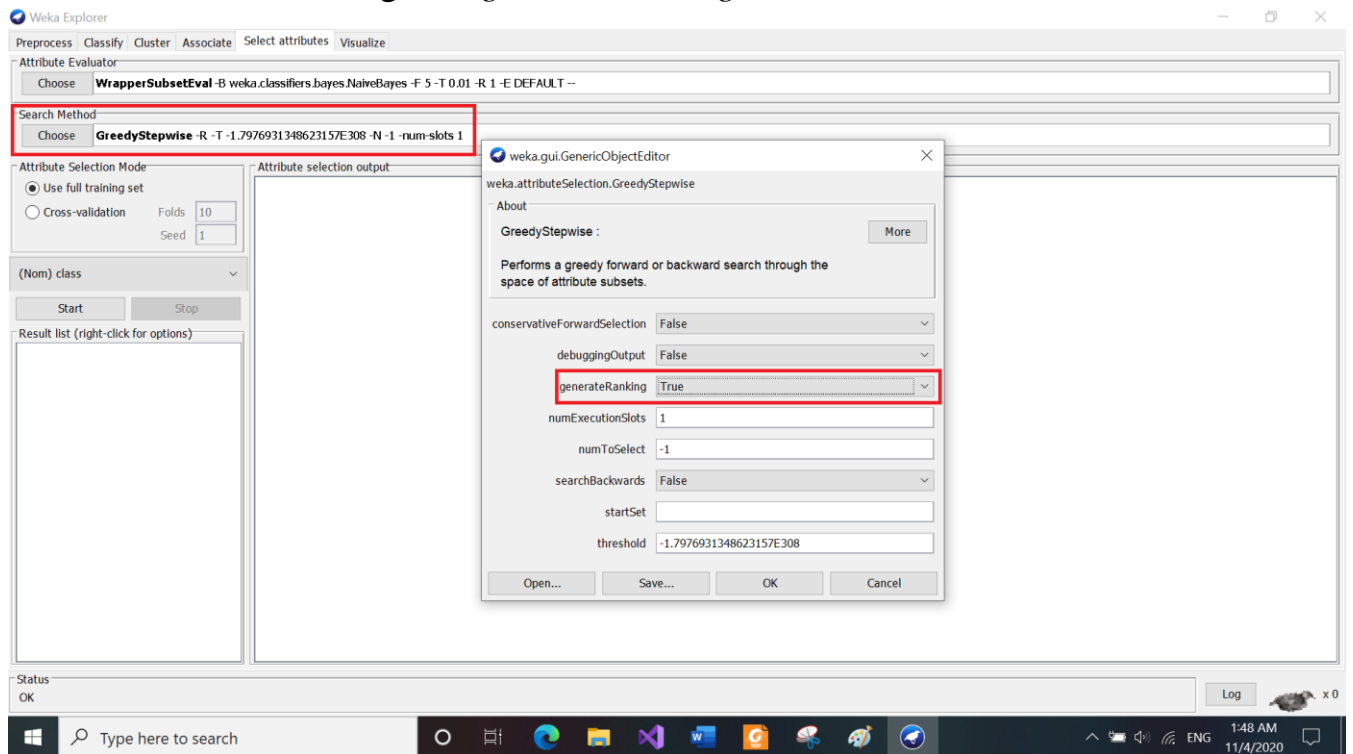 Weka Explorer
Preprocess Classify Cluster Associate Select attributes Visualize
Attribute Evaluator
Choose WrapperSubsetEval -B weka.classifiers.bayes.NaiveBayes -F 5 -T 0.01 -R 1 -E DEFAULT --
Search Method
Choose GreedyStepwise -R -T -1.7976931348623157E308 -N -1 -num-slots 1
Attribute Selection Mode
Use full training set
Cross-validation Folds 10
Seed 1
(Nom) class
Start Stop
Result list (right-click for options)
Attribute selection output
weka.gui.GenericObjectEditor
weka.attributeSelection.GreedyStepwise
About
GreedyStepwise : More
Performs a greedy forward or backward search through the
space of attribute subsets.
conservativeForwardSelection False
debuggingOutput False
generateRanking True
numExecutionSlots 1
numToSelect -1
searchBackwards False
startSet
threshold -1.7976931348623157E308
Open... Save... OK Cancel
Status
OK
Log x 0
Type here to search
ENG 1:48 AM
11/4/2020